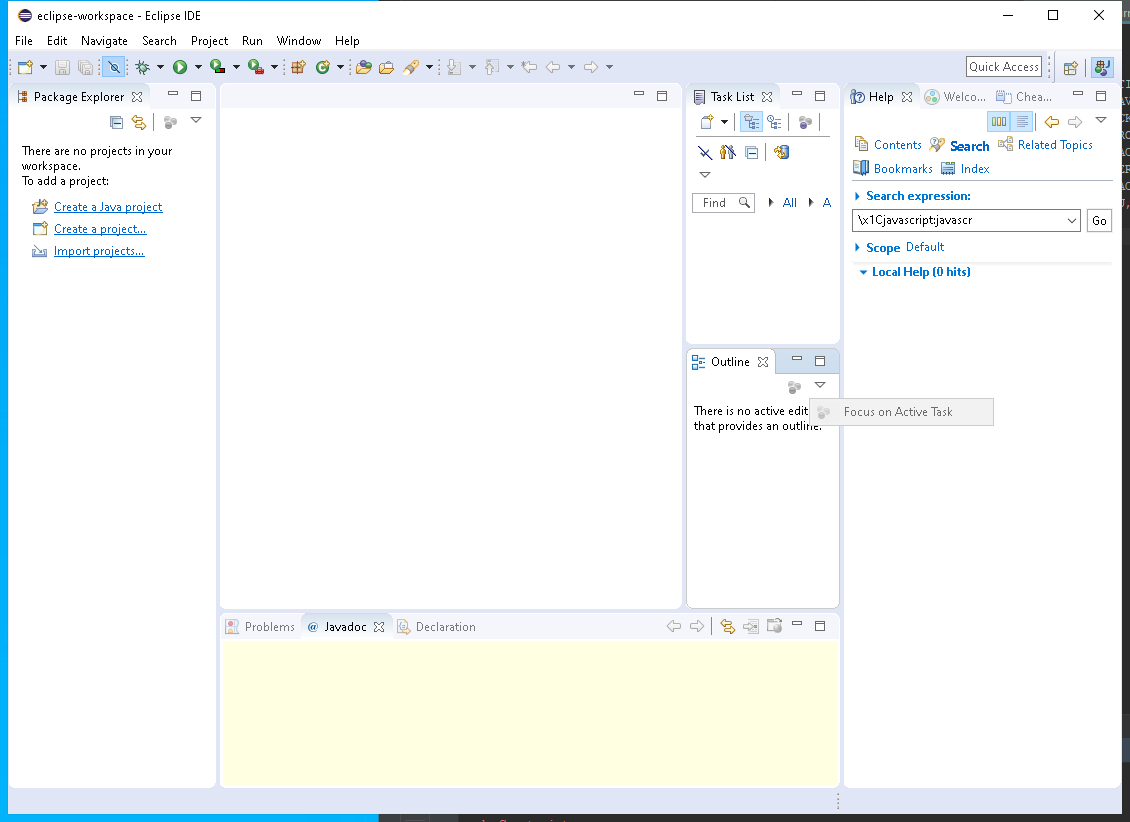 eclipse-workspace - Eclipse IDE
File Edit Navigate Search Project Run Window Help
Quick Access
Package Explorer
There are no projects in your
workspace.
To add a project:
Create a Java project
Create a project...
Import projects...
Task List
Find
All
A
Outline
There is no active edit
that provides an outline.
Focus on Active Task
Help
Welco...
Chea...
Contents
Search
Related Topics
Bookmarks
Index
Search expression:
\x1Cjavascript:javascr
Go
Scope Default
Local Help (0 hits)
Problems
@ Javadoc
Declaration